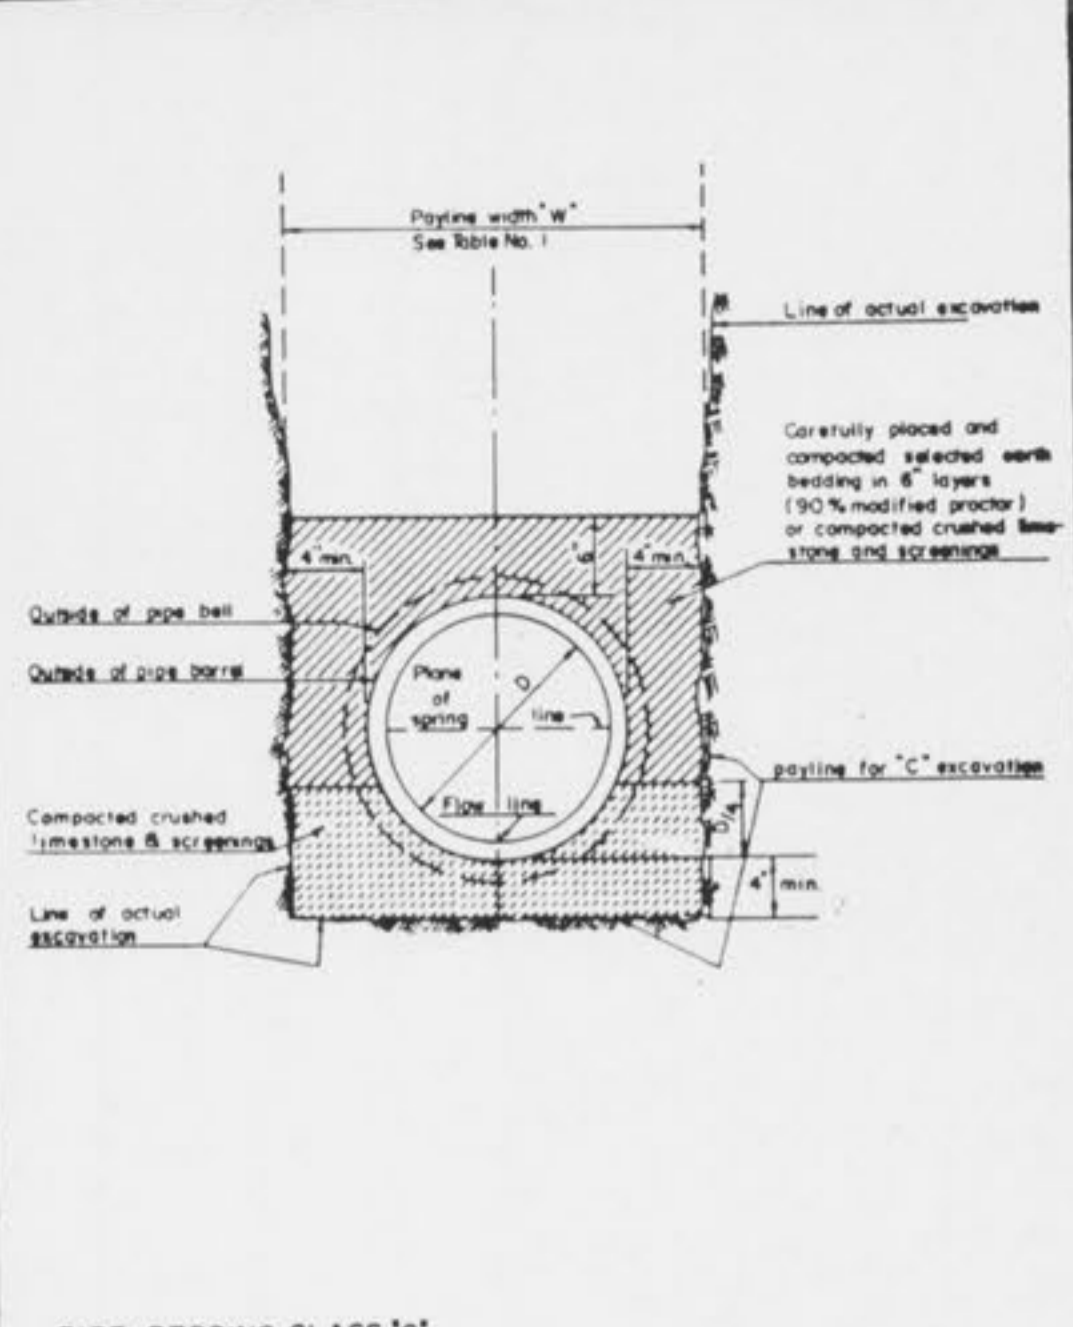 Payline width "W"
See Table No. 1
Line of actual excavation
Carefully placed and
compacted selected earth
bedding in 6" layers
(90% modified proctor)
or compacted crushed lime-
stone and screenings
4" min.
6"
4" min.
Outside of pipe bell
Outside of pipe barrel
Plane
of
spring
line
D
Flow line
payline for "C" excavation
D/4
4" min.
Compacted crushed
limestone & screenings
Line of actual
excavation